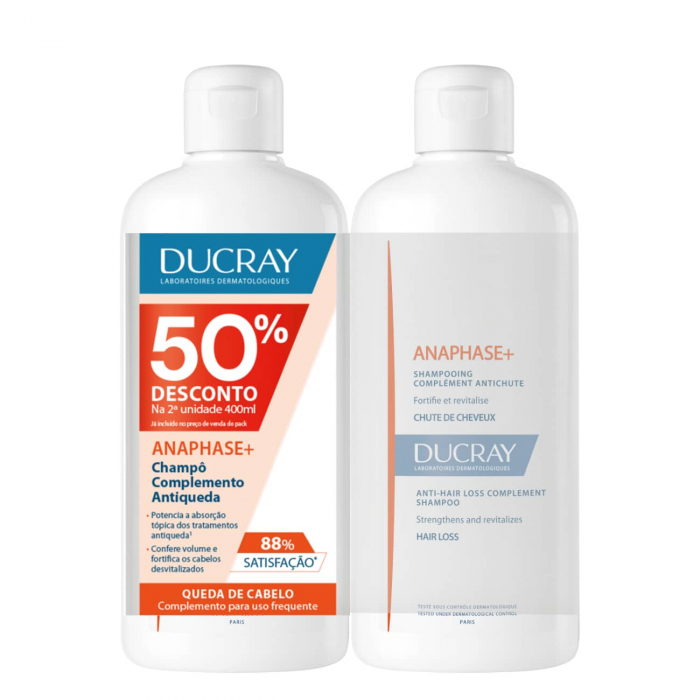 DUCRAY
LABORATOIRES DERMATOLOGIQUES
50%
DESCONTO
Na 2ª unidade 400ml
Já incluído no preço de venda do pack
ANAPHASE+
Champô
Complemento
Antiqueda
• Potencia a absorção
tópica dos tratamentos
antiqueda¹
• Confere volume e
fortifica os cabelos
desvitalizados
88%
SATISFAÇÃO*
QUEDA DE CABELO
Complemento para uso frequente
PARIS
ANAPHASE+
SHAMPOOING
COMPLÉMENT ANTICHUTE
Fortifie et revitalise
CHUTE DE CHEVEUX
DUCRAY
LABORATOIRES DERMATOLOGIQUES
ANTI-HAIR LOSS COMPLEMENT
SHAMPOO
Strengthens and revitalizes
HAIR LOSS
TESTÉ SOUS CONTRÔLE DERMATOLOGIQUE
TESTED UNDER DERMATOLOGICAL CONTROL
PARIS